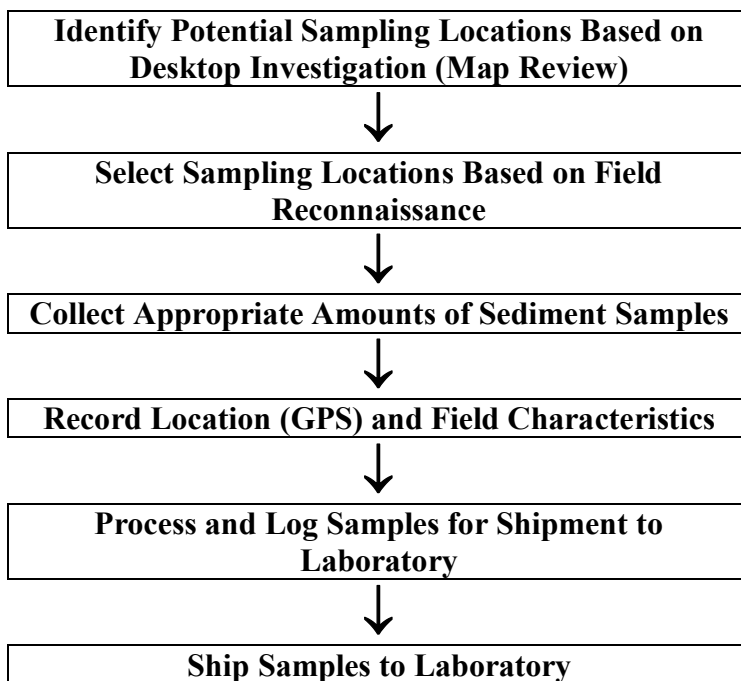 Identify Potential Sampling Locations Based on
Desktop Investigation (Map Review)
Select Sampling Locations Based on Field
Reconnaissance
Collect Appropriate Amounts of Sediment Samples
Record Location (GPS) and Field Characteristics
Process and Log Samples for Shipment to
Laboratory
Ship Samples to Laboratory